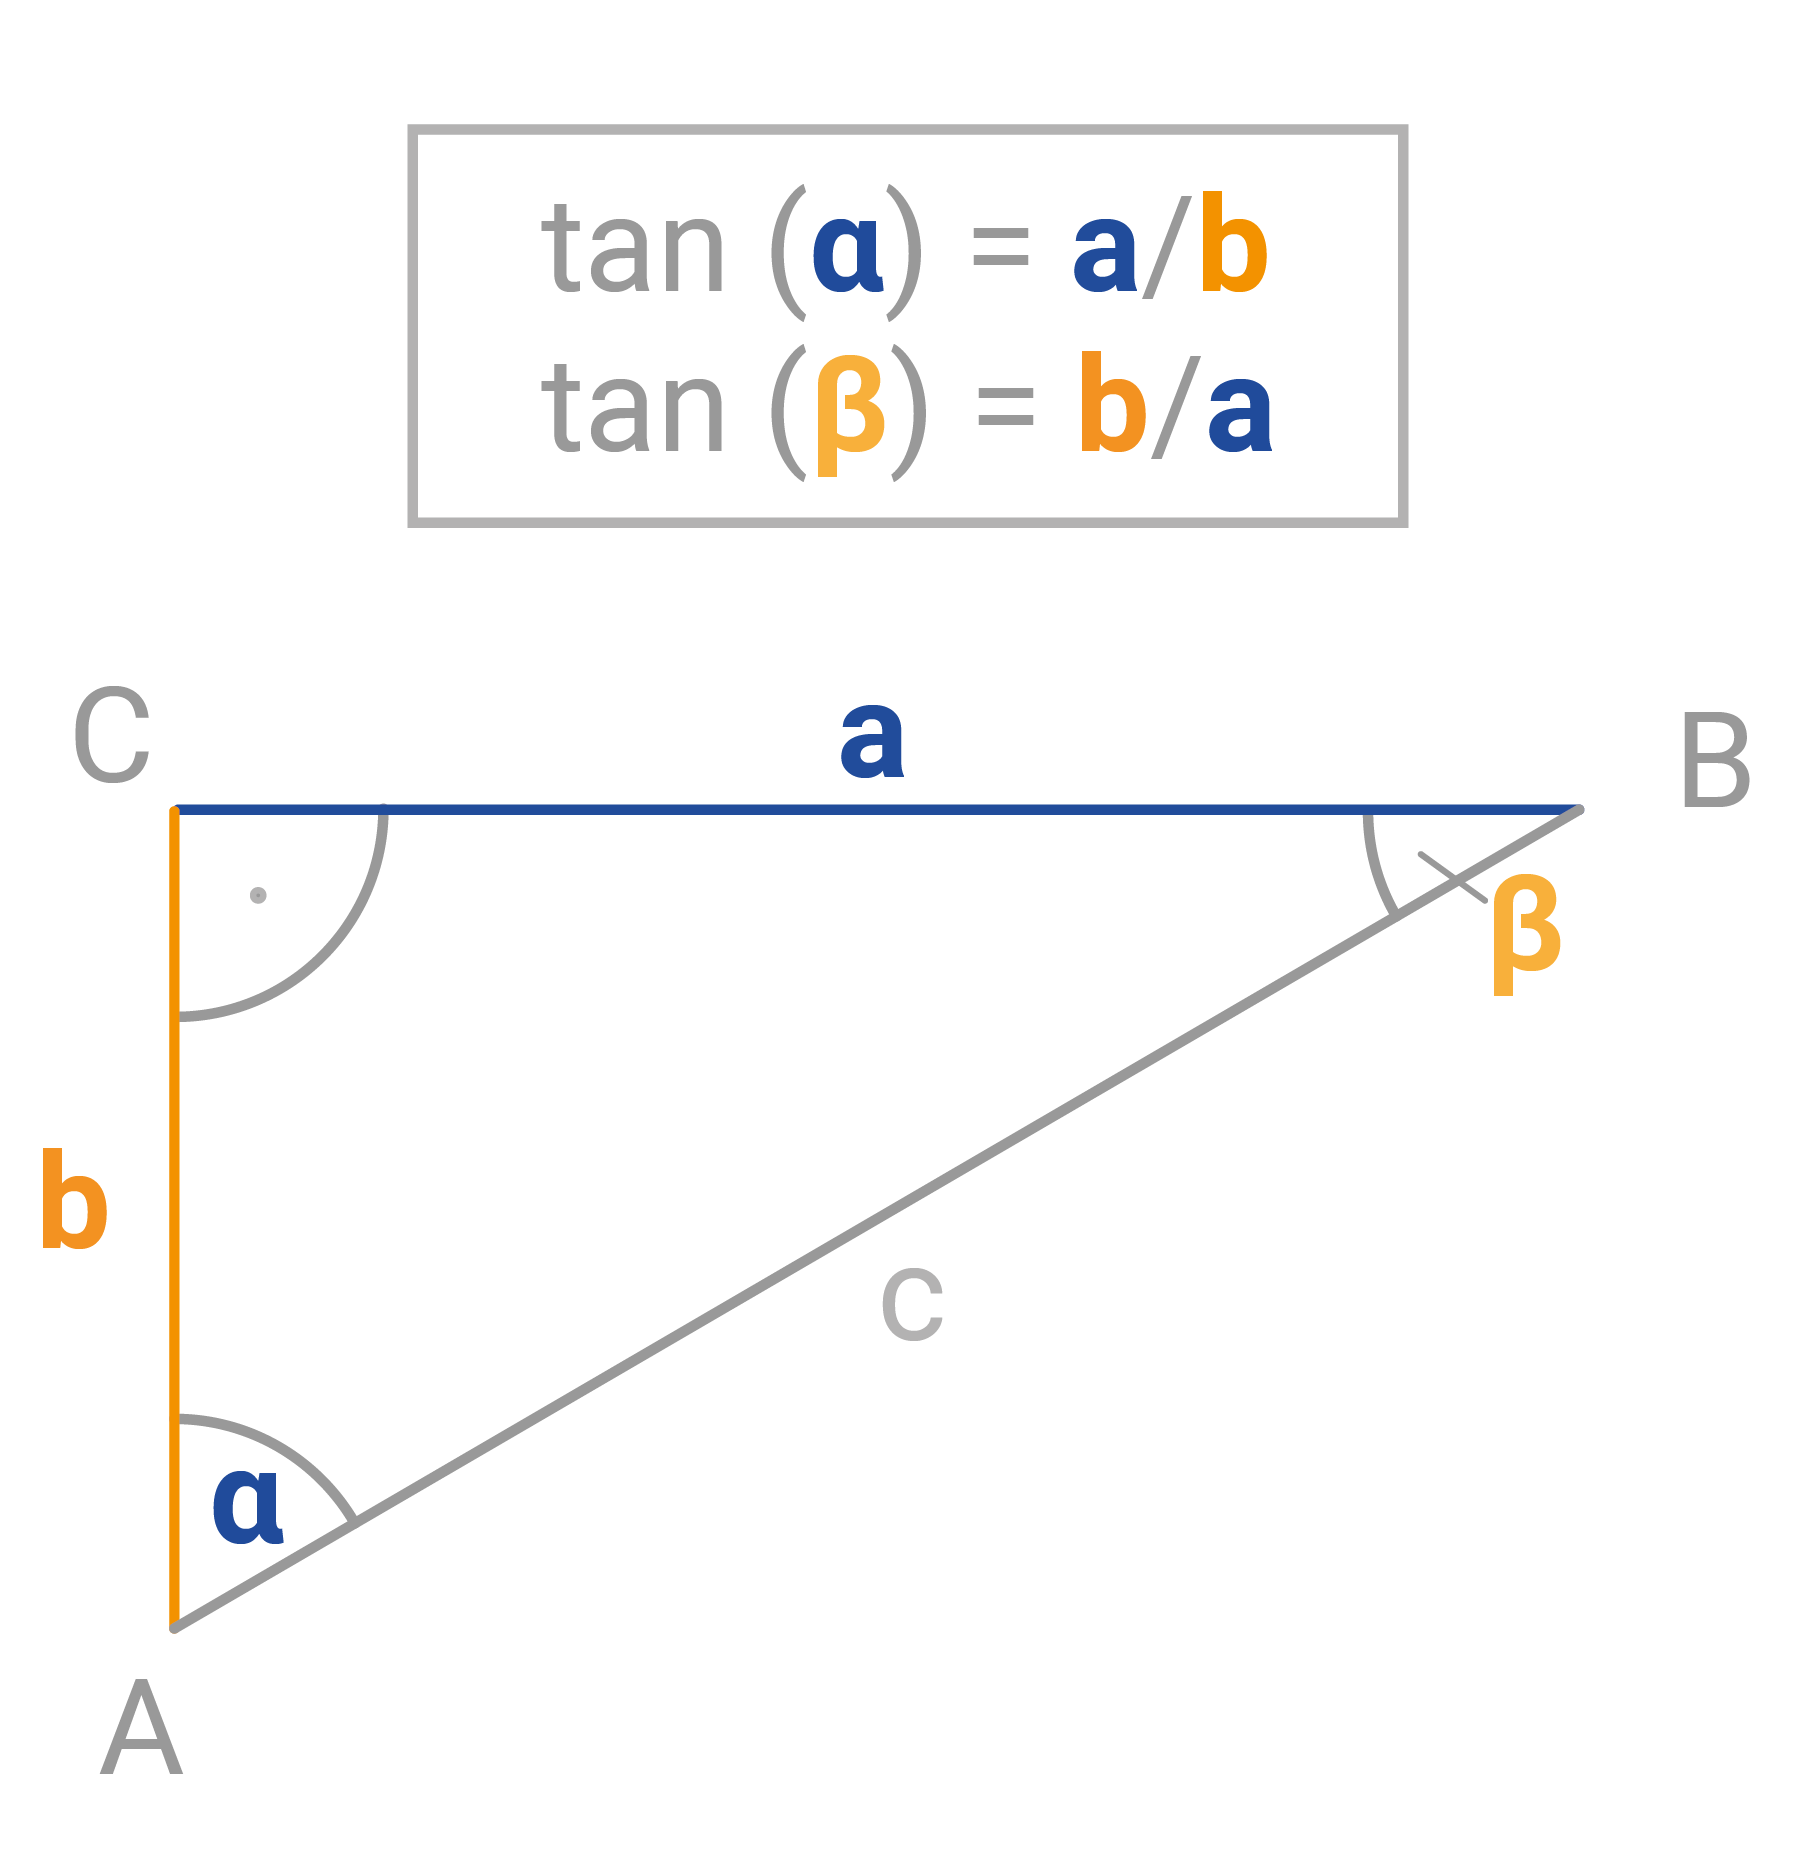 tan (α) = a/b
tan (β) = b/a
C
a
B
β
b
c
α
A